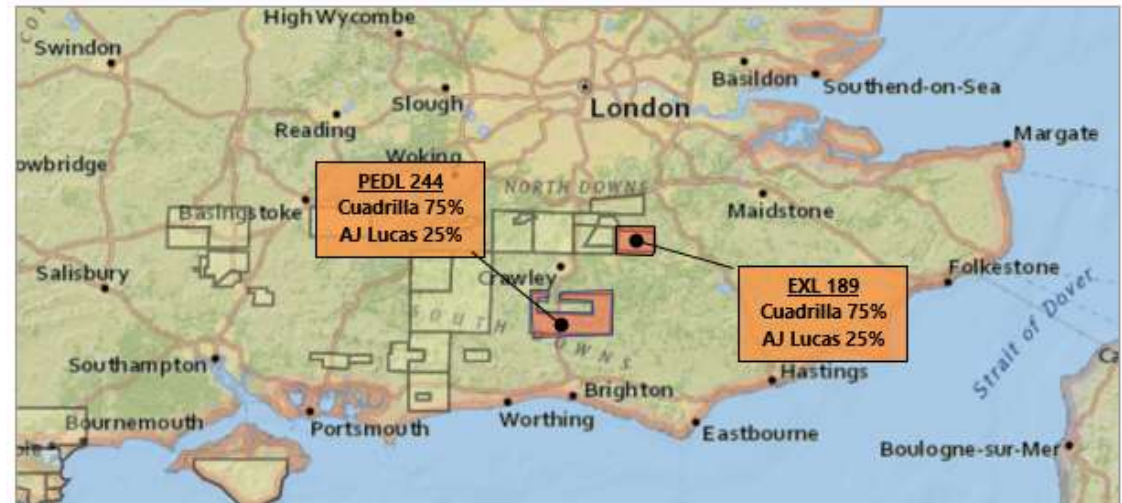 High Wycombe
Swindon
Basildon
Southend-on-Sea
Slough
London
Reading
Margate
Woking
owbridge
PEDL 244
Cuadrilla 75%
AJ Lucas 25%
NORTH DOWNS
Basingstoke
Maidstone
Salisbury
Crawley
Folkestone
EXL 189
Cuadrilla 75%
AJ Lucas 25%
SOUTH DOWNS
Strait of Dover
Ca
Southampton
Hastings
Brighton
Bournemouth
Portsmouth
Worthing
Eastbourne
Boulogne-sur-Mer